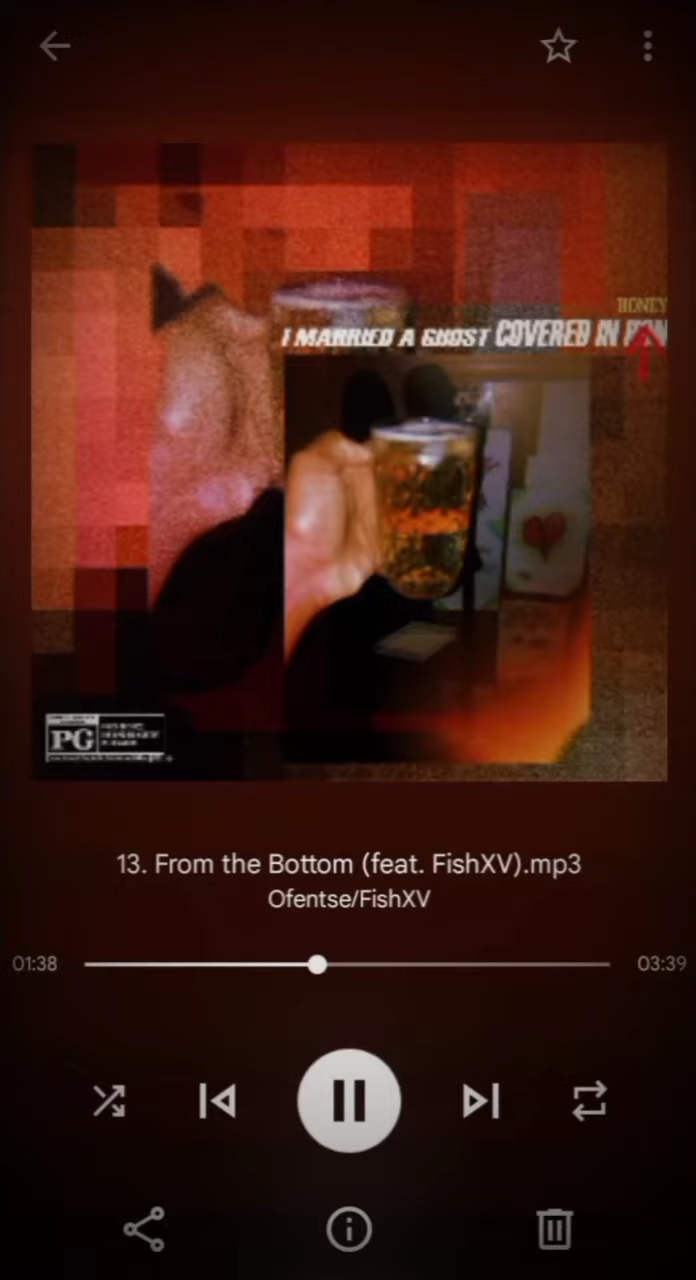 HONEY
I MARRIED A GHOST COVERED IN
PG
13. From the Bottom (feat. FishXV).mp3
Ofentse/FishXV
01:38
03:39